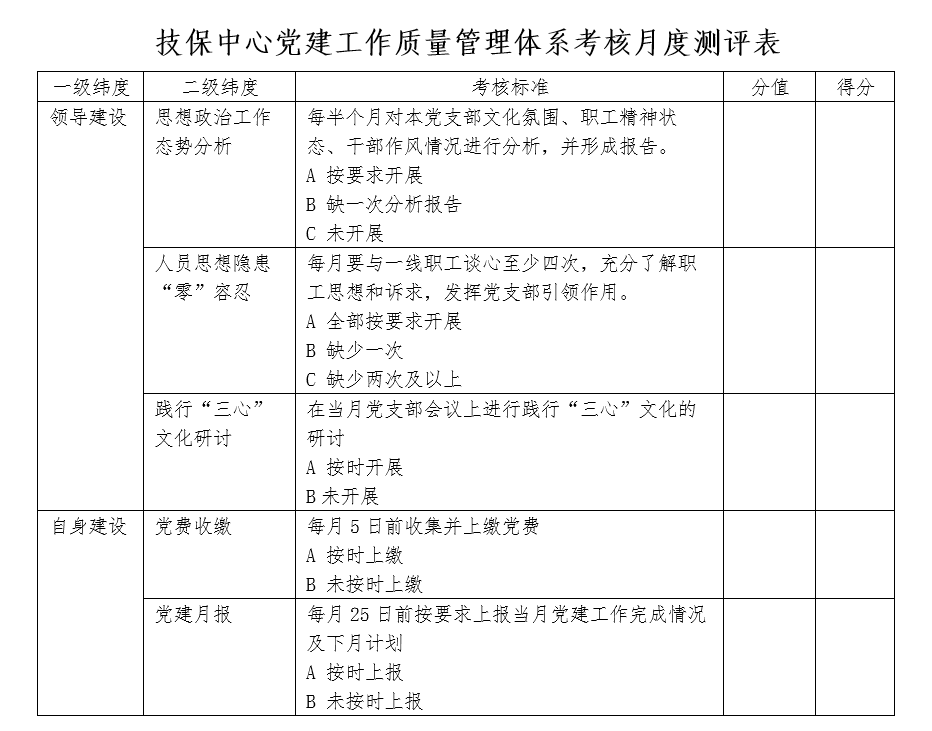 技保中心党建工作质量管理体系考核月度测评表
一级纬度 二级纬度 考核标准 分值 得分
领导建设 思想政治工作 每半个月对本党支部文化氛围、职工精神状
态势分析 态、干部作风情况进行分析，并形成报告。
A 按要求开展
B 缺一次分析报告
C 未开展
人员思想隐患 每月要与一线职工谈心至少四次，充分了解职
“零”容忍 工思想和诉求，发挥党支部引领作用。
A 全部按要求开展
B 缺少一次
C 缺少两次及以上
践行“三心” 在当月党支部会议上进行践行“三心”文化的
文化研讨 研讨
A 按时开展
B未开展
自身建设 党费收缴 每月 5 日前收集并上缴党费
A 按时上缴
B 未按时上缴
党建月报 每月 25 日前按要求上报当月党建工作完成情况
及下月计划
A 按时上报
B 未按时上报